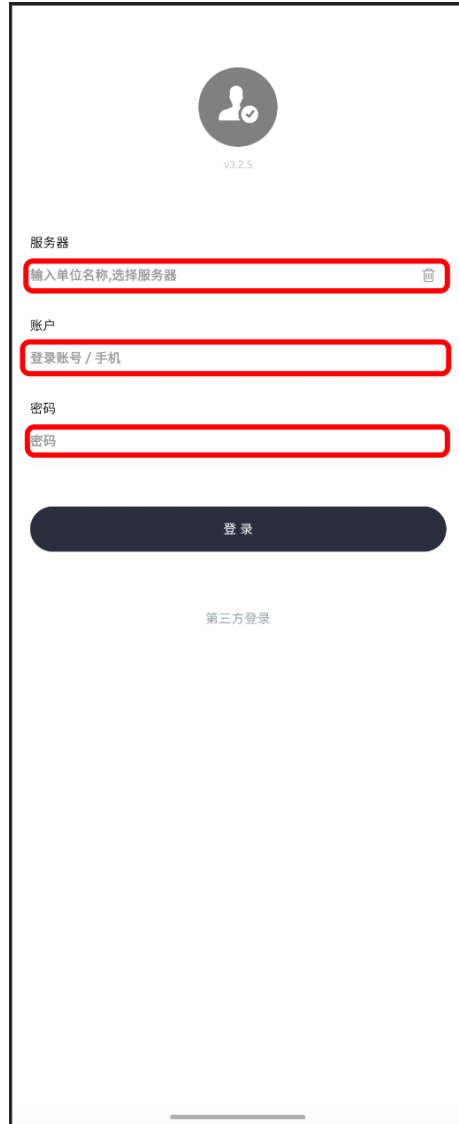 v3.2.5
服务器
输入单位名称,选择服务器
账户
登录账号 / 手机
密码
密码
登 录
第三方登录